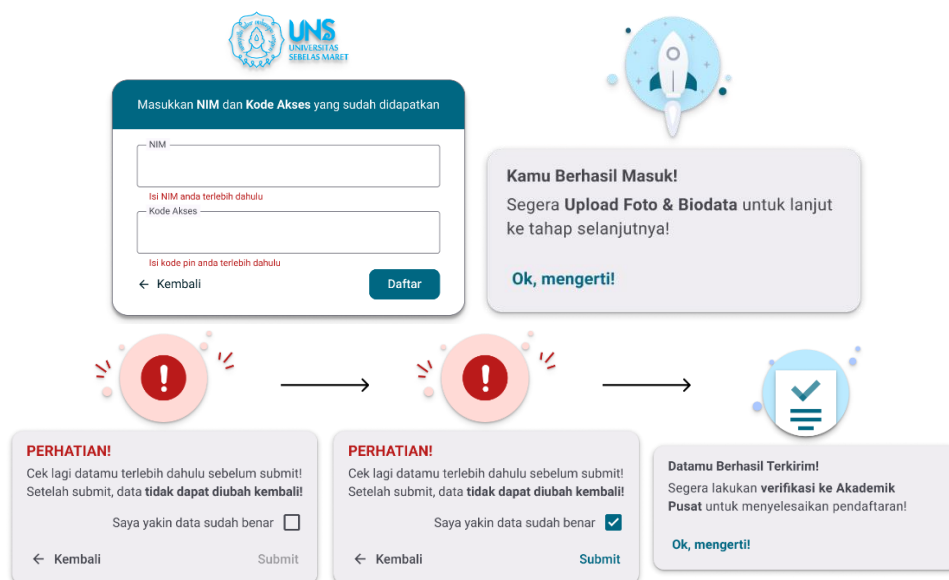 UNS
UNIVERSITAS
SEBELAS MARET
Masukkan NIM dan Kode Akses yang sudah didapatkan
NIM
Isi NIM anda terlebih dahulu
Kode Akses
Isi kode pin anda terlebih dahulu
← Kembali
Daftar
Kamu Berhasil Masuk!
Segera Upload Foto & Biodata untuk lanjut
ke tahap selanjutnya!
Ok, mengerti!
PERHATIAN!
Cek lagi datamu terlebih dahulu sebelum submit!
Setelah submit, data tidak dapat diubah kembali!
Saya yakin data sudah benar
← Kembali
Submit
PERHATIAN!
Cek lagi datamu terlebih dahulu sebelum submit!
Setelah submit, data tidak dapat diubah kembali!
Saya yakin data sudah benar
← Kembali
Submit
Datamu Berhasil Terkirim!
Segera lakukan verifikasi ke Akademik
Pusat untuk menyelesaikan pendaftaran!
Ok, mengerti!